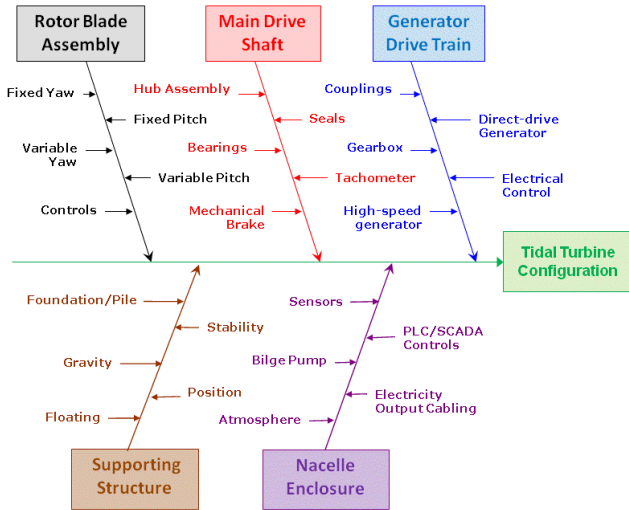 Rotor Blade
Assembly
Main Drive
Shaft
Generator
Drive Train
Fixed Yaw
Fixed Pitch
Variable
Yaw
Variable Pitch
Controls
Hub Assembly
Seals
Bearings
Tachometer
Mechanical
Brake
Couplings
Direct-drive
Generator
Gearbox
Electrical
Control
High-speed
generator
Tidal Turbine
Configuration
Foundation/Pile
Stability
Gravity
Position
Floating
Sensors
PLC/SCADA
Controls
Bilge Pump
Electricity
Output Cabling
Atmosphere
Supporting
Structure
Nacelle
Enclosure